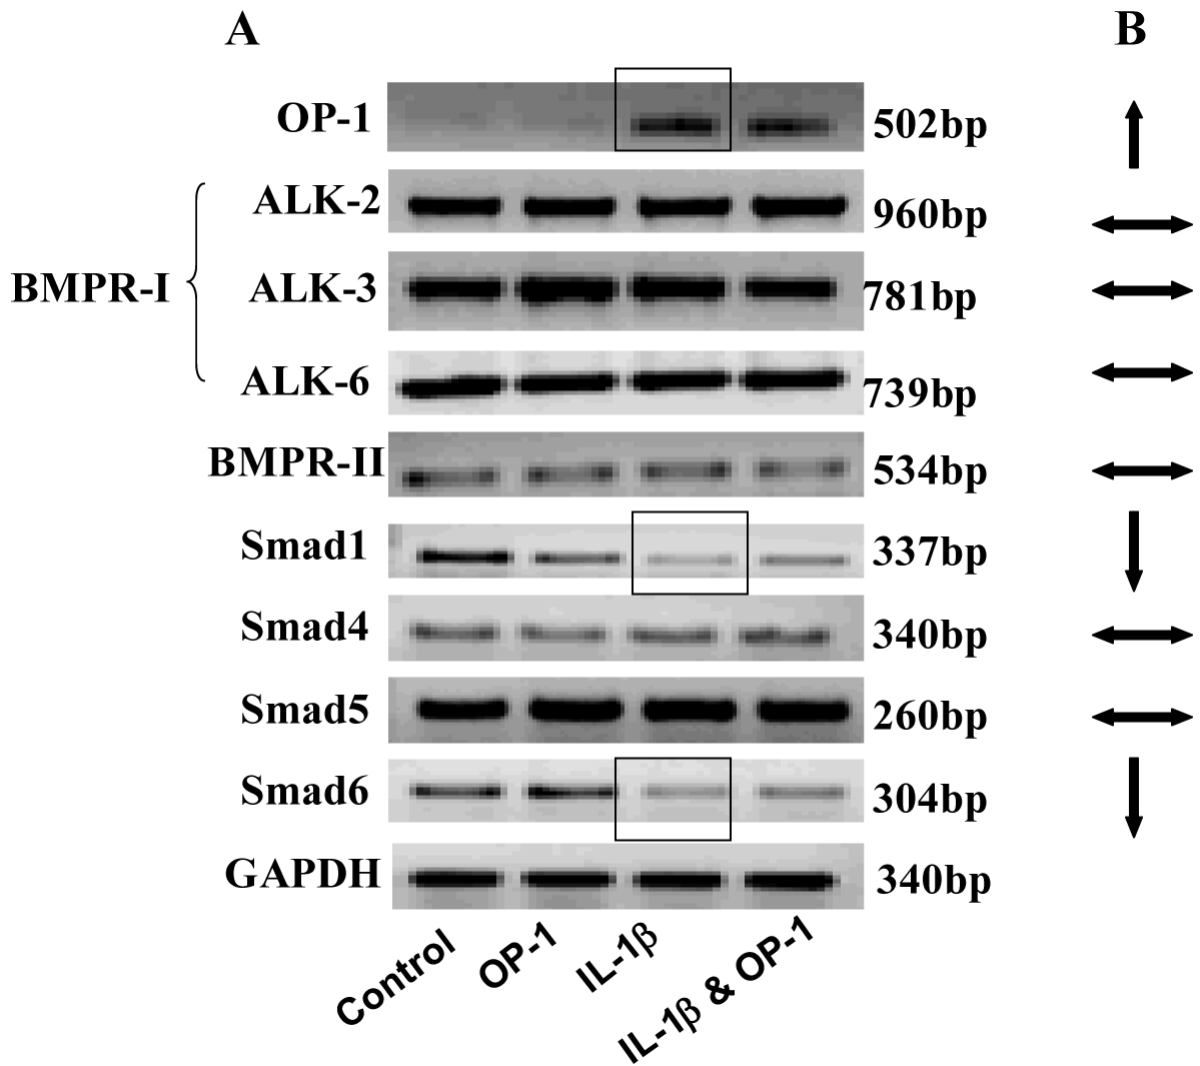 A
B
OP-1 502bp
ALK-2 960bp
BMPR-I ALK-3 781bp
ALK-6 739bp
BMPR-II 534bp
Smad1 337bp
Smad4 340bp
Smad5 260bp
Smad6 304bp
GAPDH 340bp
Control
OP-1
IL-1β
IL-1β & OP-1